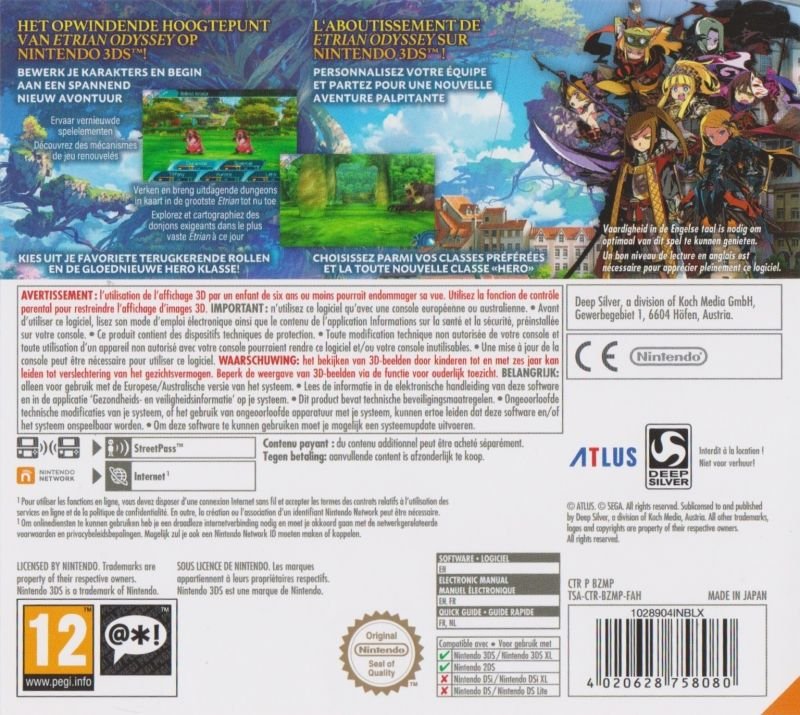 HET OPWINDENDE HOOGTEPUNT
VAN ETRIAN ODYSSEY OP
NINTENDO 3DS™!
BEWERK JE KARAKTERS EN BEGIN
AAN EEN SPANNEND
NIEUW AVONTUUR
Ervaar vernieuwde
spelelementen
Découvrez des mécanismes
de jeu renouvelés
Verken en breng uitdagende dungeons
in kaart in de grootste Etrian tot nu toe
Explorez et cartographiez des
donjons exigeants dans le plus
vaste Etrian à ce jour
KIES UIT JE FAVORIETE TERUGKERENDE ROLLEN
EN DE GLOEDNIEUWE HERO KLASSE!
L'ABOUTISSEMENT DE
ETRIAN ODYSSEY SUR
NINTENDO 3DS™!
PERSONNALISEZ VOTRE ÉQUIPE
ET PARTEZ POUR UNE NOUVELLE
AVENTURE PALPITANTE
CHOISISSEZ PARMI VOS CLASSES PRÉFÉRÉES
ET LA TOUTE NOUVELLE CLASSE «HERO»
Vaardigheid in de Engelse taal is nodig om
optimaal van dit spel te kunnen genieten.
Un bon niveau de lecture en anglais est
nécessaire pour apprécier pleinement ce logiciel.
AVERTISSEMENT : l'utilisation de l'affichage 3D par un enfant de six ans ou moins pourrait endommager sa vue. Utilisez la fonction de contrôle
parental pour restreindre l'affichage d'images 3D. IMPORTANT : n'utilisez ce logiciel qu'avec une console européenne ou australienne. • Avant
d'utiliser ce logiciel, lisez son mode d'emploi électronique ainsi que le contenu de l'application Informations sur la santé et la sécurité, préinstallée
sur votre console. • Ce produit contient des dispositifs techniques de protection. • Toute modification technique non autorisée de votre console et
toute utilisation d'un appareil non autorisé avec votre console pourraient rendre ce logiciel et/ou votre console inutilisables. • Une mise à jour de la
console peut être nécessaire pour utiliser ce logiciel. WAARSCHUWING: het bekijken van 3D-beelden door kinderen tot en met zes jaar kan
leiden tot verslechtering van het gezichtsvermogen. Beperk de weergave van 3D-beelden via de functie voor ouderlijk toezicht. BELANGRIJK:
alleen voor gebruik met de Europese/Australische versie van het systeem. • Lees de informatie in de elektronische handleiding van deze software
en in de applicatie 'Gezondheids- en veiligheidsinformatie' op je systeem. • Dit product bevat technische beveiligingsmaatregelen. • Ongeoorloofde
technische modificaties van je systeem, of het gebruik van ongeoorloofde apparatuur met je systeem, kunnen ertoe leiden dat deze software en/of
het systeem onspeelbaar worden. • Om deze software te kunnen gebruiken moet je mogelijk een systeemupdate uitvoeren.
Deep Silver, a division of Koch Media GmbH,
Gewerbegebiet 1, 6604 Höfen, Austria.
CE
Nintendo®
StreetPass™
NINTENDO
NETWORK
Internet¹
Contenu payant : du contenu additionnel peut être acheté séparément.
Tegen betaling: aanvullende content is afzonderlijk te koop.
ATLUS
DEEP
SILVER
Interdit à la location !
Niet voor verhuur!
¹ Pour utiliser les fonctions en ligne, vous devez disposer d'une connexion Internet sans fil et accepter les termes des contrats relatifs à l'utilisation des
services en ligne et de la politique de confidentialité. En outre, la création ou l'association d'un identifiant Nintendo Network peut être nécessaire.
¹ Om onlinediensten te kunnen gebruiken heb je een draadloze internetverbinding nodig en moet je akkoord gaan met de netwerkgerelateerde
voorwaarden en privacybeleidsbepalingen. Mogelijk zul je ook een Nintendo Network ID moeten maken of koppelen.
© ATLUS. © SEGA. All rights reserved. Sublicensed to and published
by Deep Silver, a division of Koch Media, Austria. All other trademarks,
logos and copyrights are property of their respective owners.
All rights reserved.
LICENSED BY NINTENDO. Trademarks are
property of their respective owners.
Nintendo 3DS is a trademark of Nintendo.
SOUS LICENCE DE NINTENDO. Les marques
appartiennent à leurs propriétaires respectifs.
Nintendo 3DS est une marque de Nintendo.
SOFTWARE • LOGICIEL
EN
ELECTRONIC MANUAL
MANUEL ÉLECTRONIQUE
EN, FR
QUICK GUIDE • GUIDE RAPIDE
FR, NL
Compatible avec • Voor gebruik met
Nintendo 3DS / Nintendo 3DS XL
Nintendo 2DS
Nintendo DSi / Nintendo DSi XL
Nintendo DS / Nintendo DS Lite
CTR P BZMP
TSA-CTR-BZMP-FAH
MADE IN JAPAN
1028904INBLX
4 020628 758080
12
www.pegi.info
@*!
Original
Nintendo
Seal of
Quality